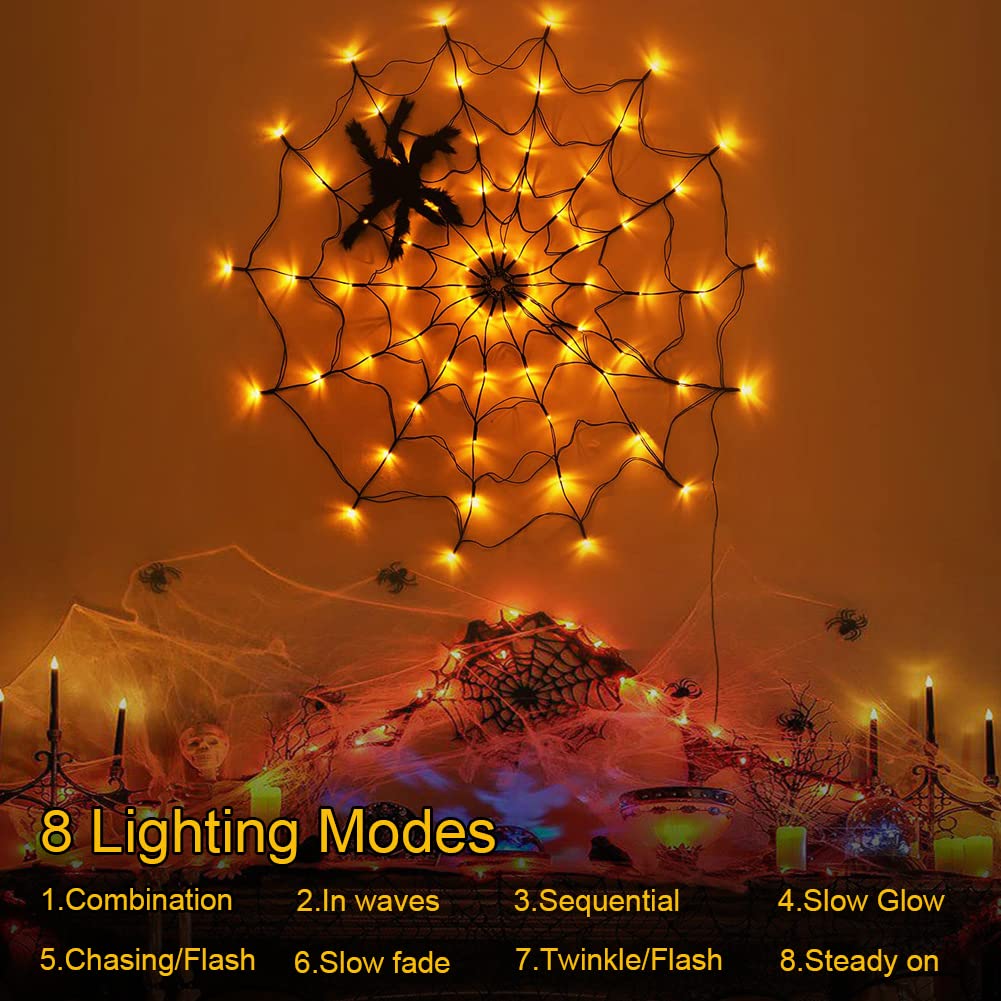 8 Lighting Modes
1.Combination 2.In waves 3.Sequential 4.Slow Glow
5.Chasing/Flash 6.Slow fade 7.Twinkle/Flash 8.Steady on